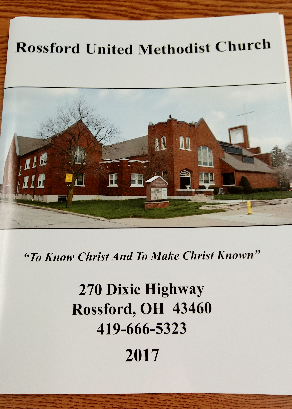 Rossford United Methodist Church
"To Know Christ And To Make Christ Known"
270 Dixie Highway
Rossford, OH 43460
419-666-5323
2017